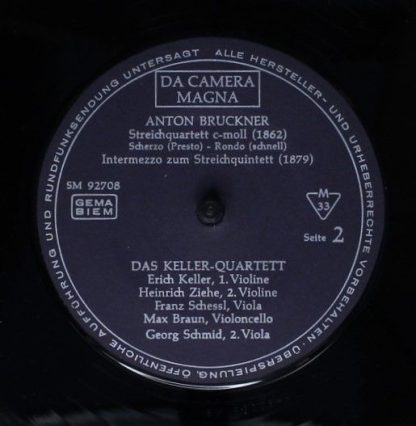 ALLE HERSTELLER- UND URHEBERRECHTE VORBEHALTEN · ÜBERSPIELUNG, ÖFFENTLICHE AUFFÜHRUNG UND RUNDFUNKSENDUNG UNTERSAGT
DA CAMERA
MAGNA
ANTON BRUCKNER
Streichquartett c-moll (1862)
Scherzo (Presto) - Rondo (schnell)
Intermezzo zum Streichquintett (1879)
SM 92708
GEMA
BIEM
M
33
Seite 2
DAS KELLER-QUARTETT
Erich Keller, 1. Violine
Heinrich Ziehe, 2. Violine
Franz Schessl, Viola
Max Braun, Violoncello
Georg Schmid, 2. Viola